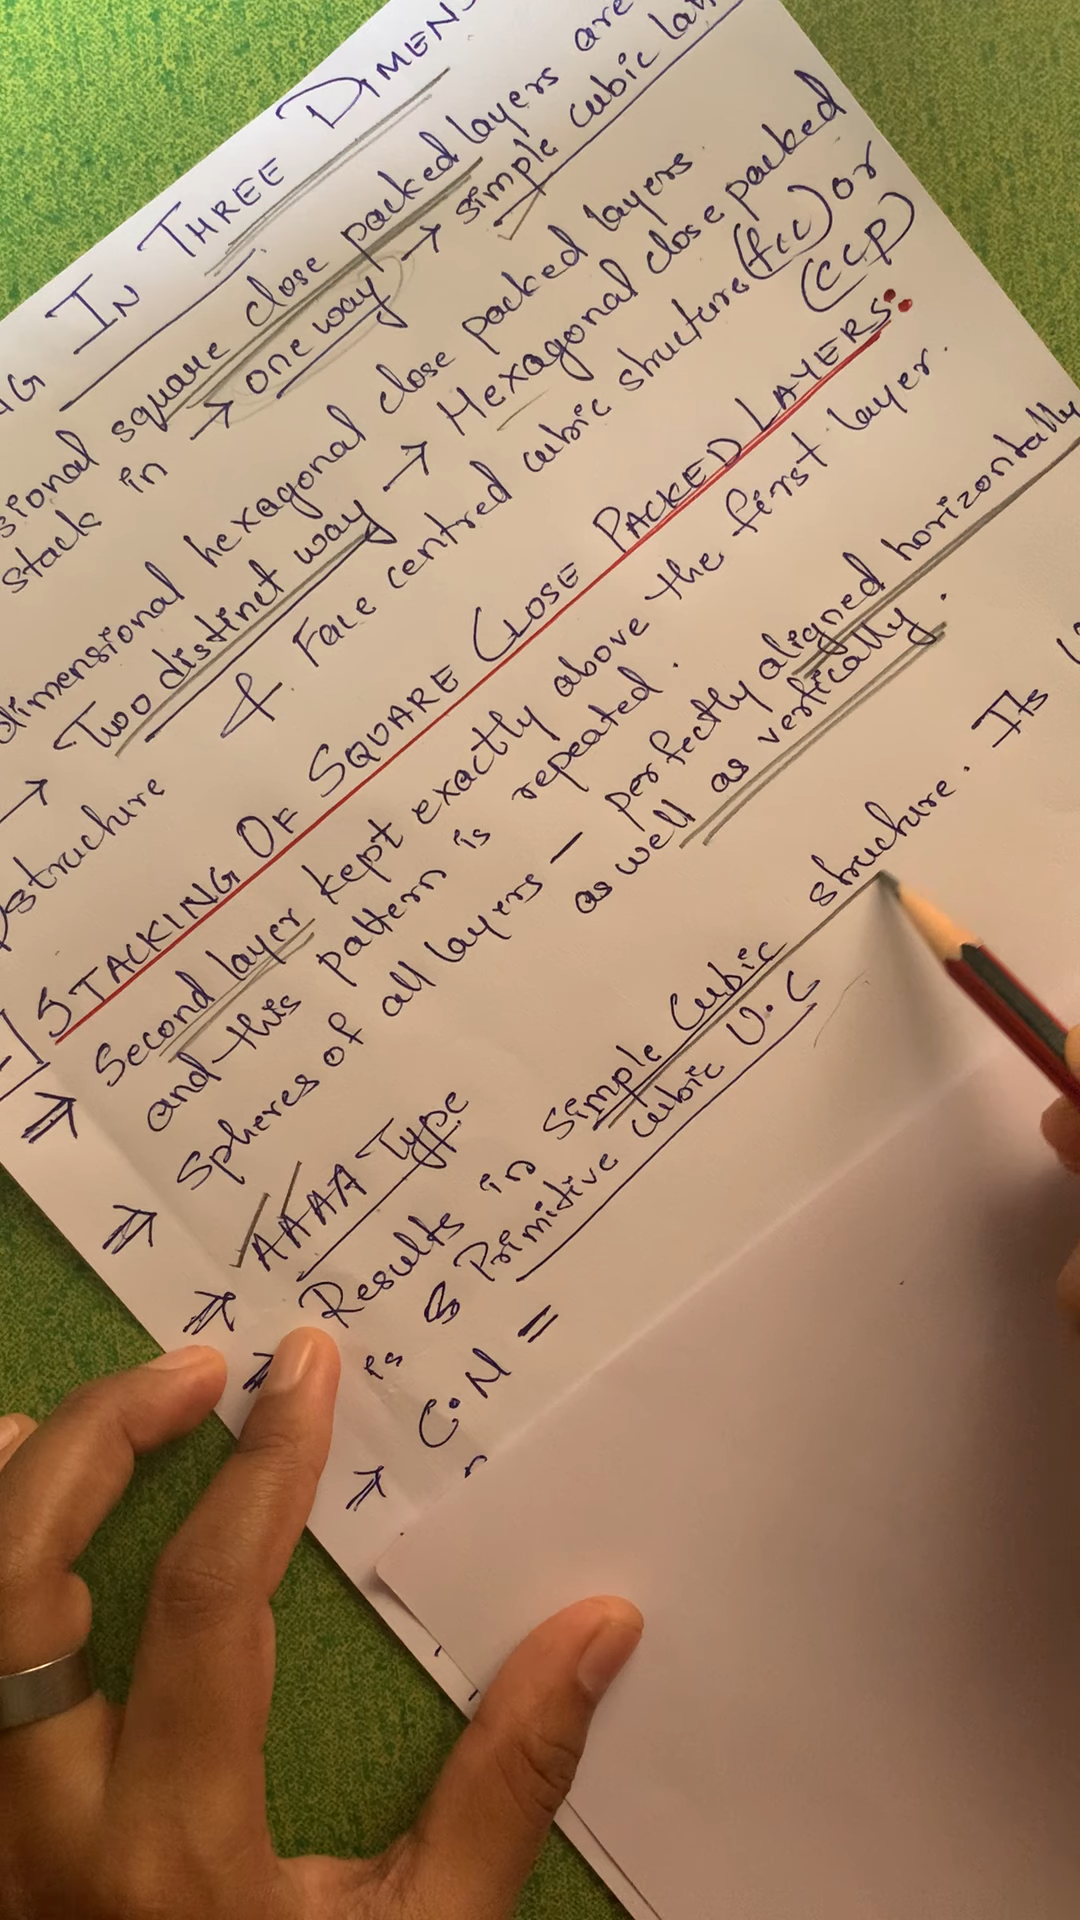 IN THREE DIMENS
sional square close packed layers are
stack in → one way → simple cubic
dimensional hexagonal close packed layers.
→ Two distinct way → Hexagonal close packed
structure & Face centred cubic structure (fcc) or
(CCP)
STACKING OF SQUARE CLOSE PACKED LAYERS:
⇒ Second layer kept exactly above the first layer.
and this pattern is repeated.
⇒ Spheres of all layers - perfectly aligned horizontally
as well as vertically.
⇒ AAAA Type
⇒ Results in simple cubic structure. Its
is Primitive cubic U.C
⇒ C.N =